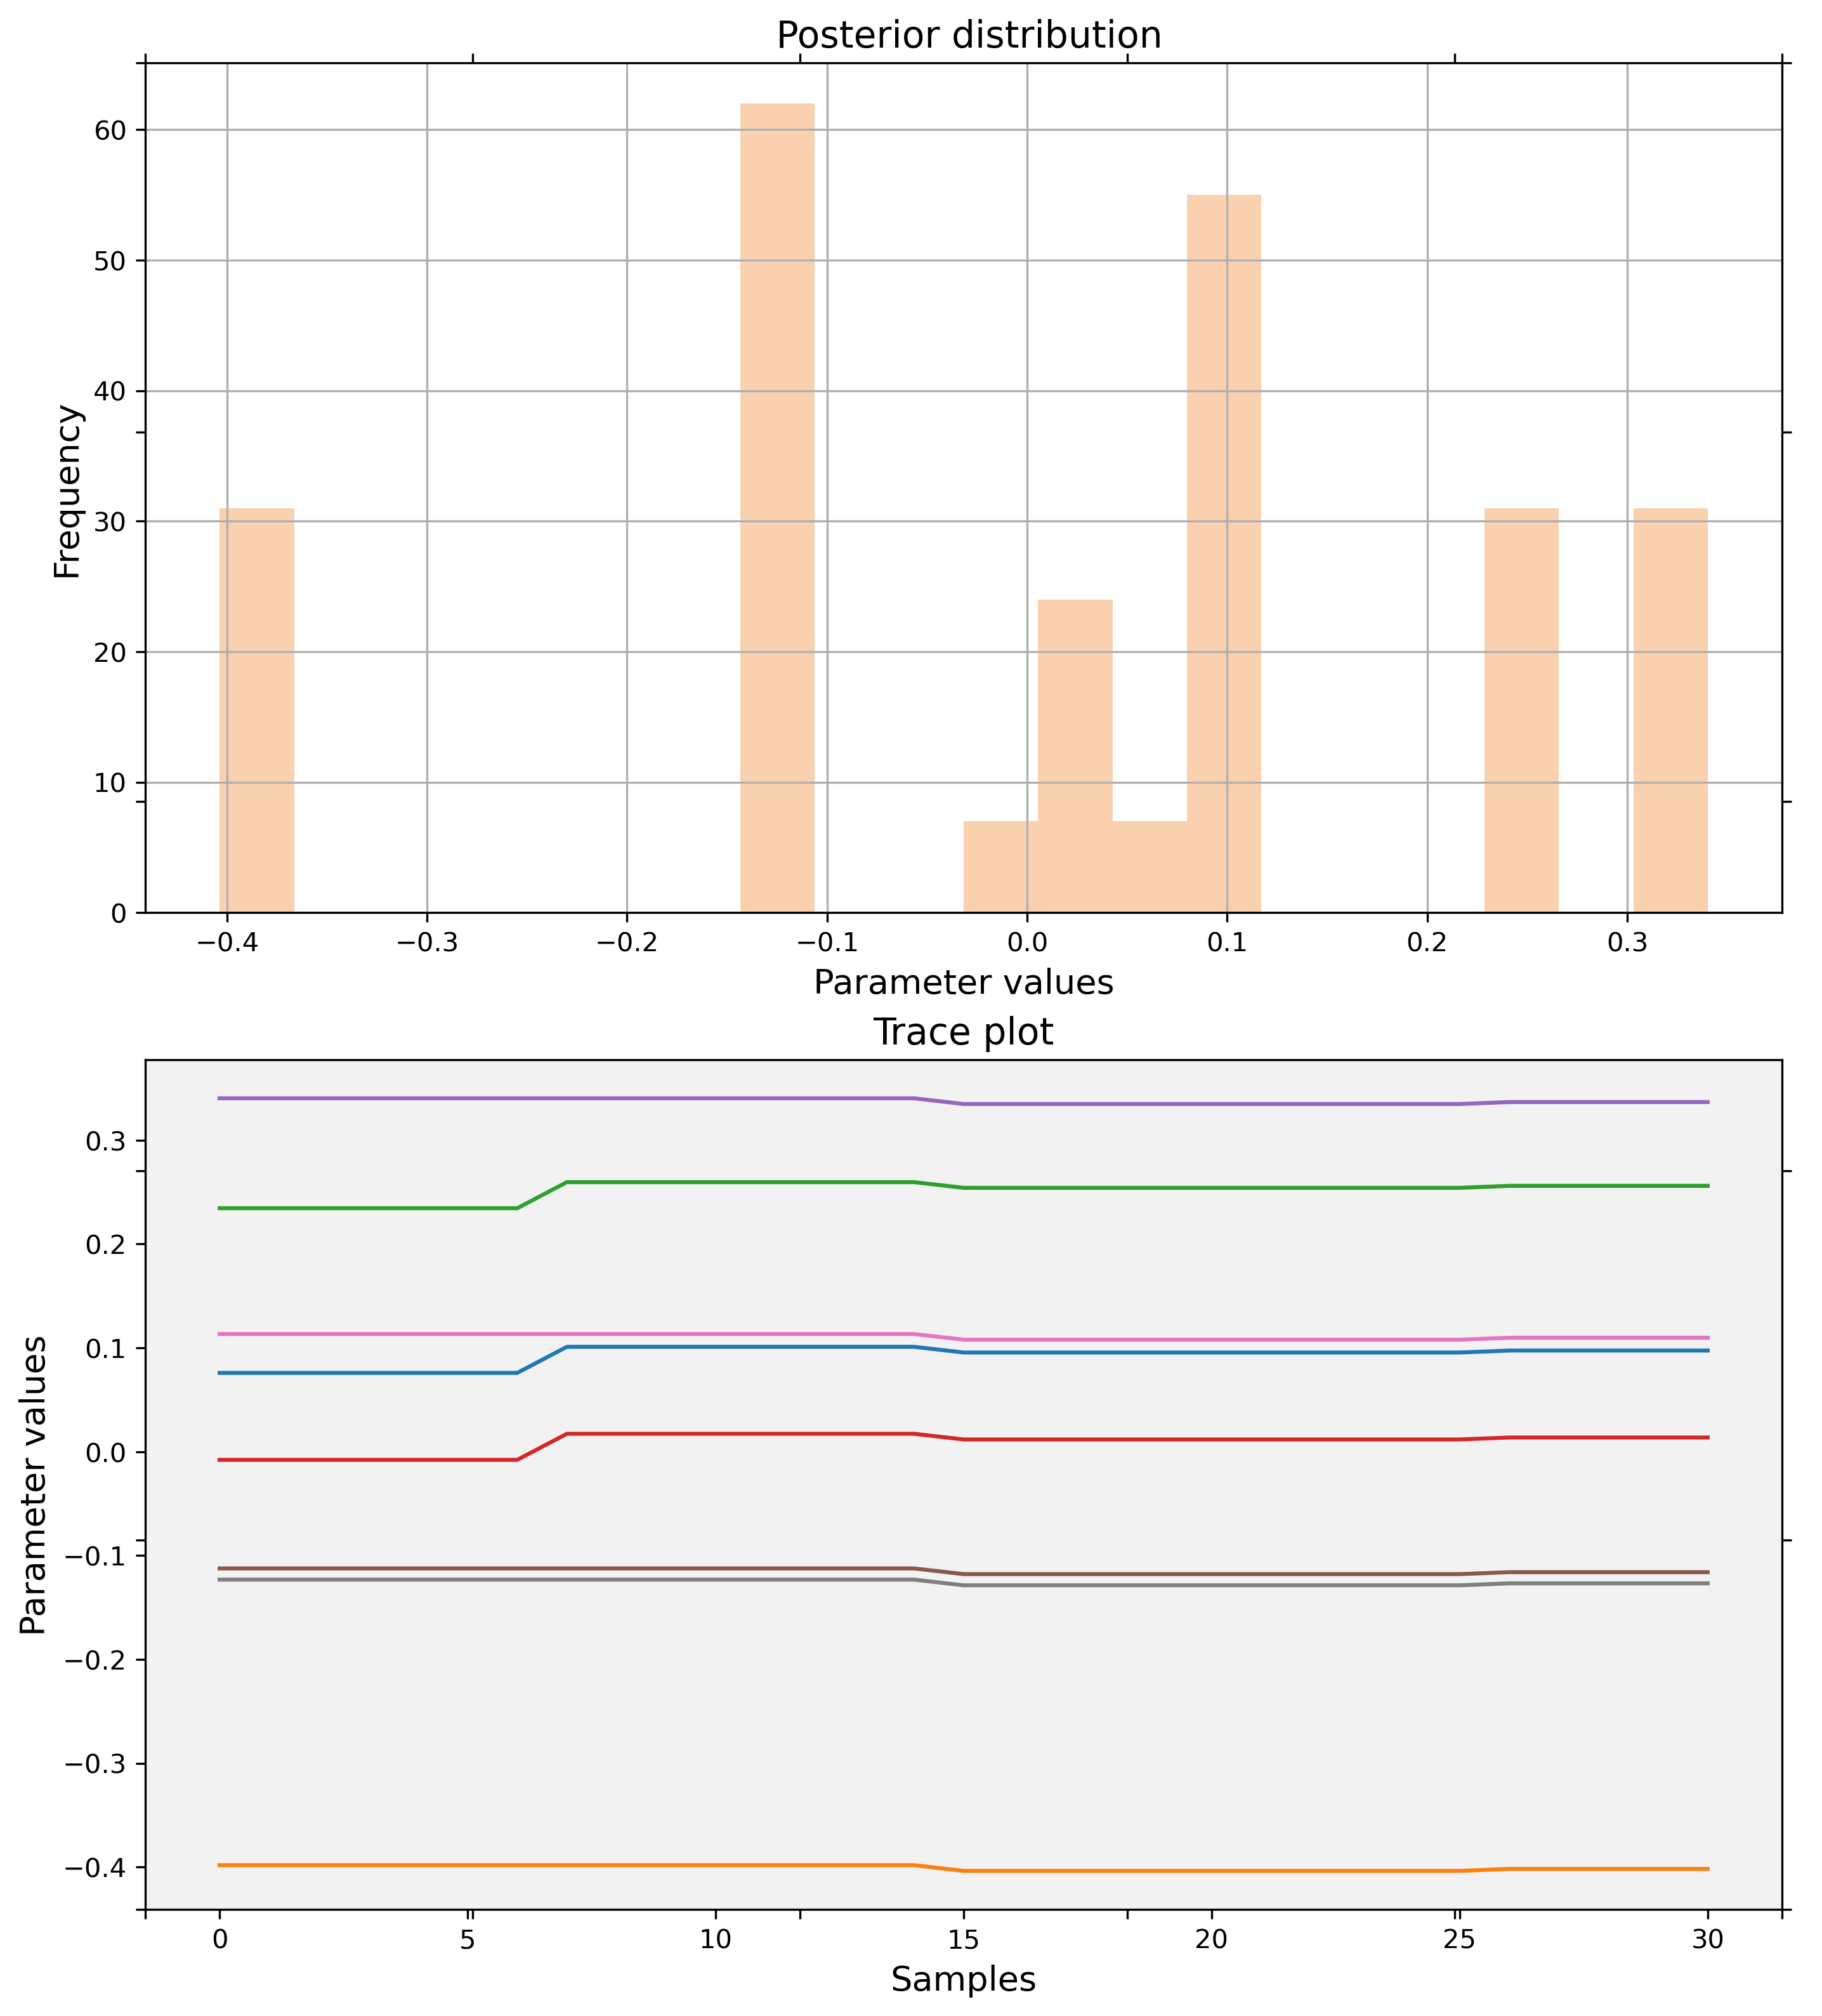 Posterior distribution
60
50
40
30
20
10
0
Frequency
−0.4 −0.3 −0.2 −0.1 0.0 0.1 0.2 0.3
Parameter values
Trace plot
0.3
0.2
0.1
0.0
−0.1
−0.2
−0.3
−0.4
Parameter values
0 5 10 15 20 25 30
Samples